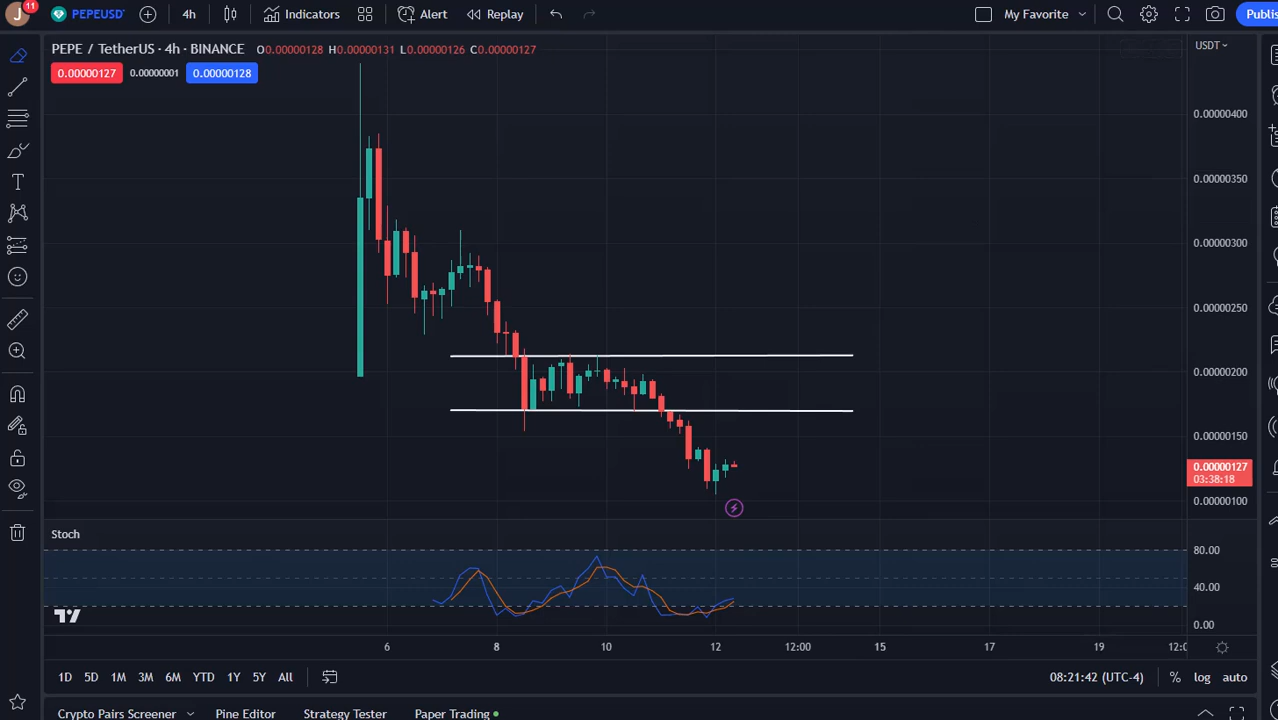 J 11 PEPEUSD' 4h Indicators Alert Replay My Favorite Publis
PEPE / TetherUS · 4h · BINANCE O0.00000128 H0.00000131 L0.00000126 C0.00000127 USDT
0.00000127 0.00000001 0.00000128
0.00000400
0.00000350
0.00000300
0.00000250
0.00000200
0.00000150
0.00000127
03:38:18
0.00000100
Stoch
80.00
40.00
0.00
6 8 10 12 12:00 15 17 19 12:0
1D 5D 1M 3M 6M YTD 1Y 5Y All 08:21:42 (UTC-4) % log auto
Crypto Pairs Screener Pine Editor Strategy Tester Paper Trading